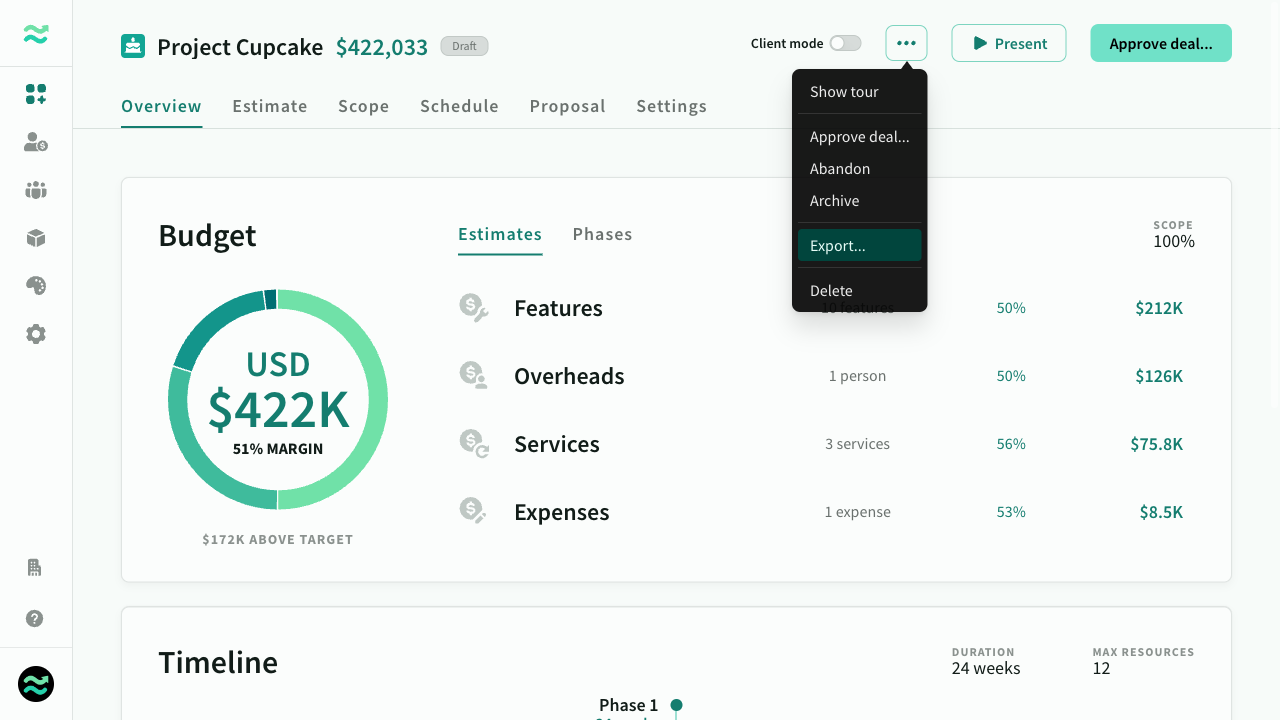 Project Cupcake $422,033 Draft
Client mode
Present
Approve deal...
Overview Estimate Scope Schedule Proposal Settings
Show tour
Approve deal...
Abandon
Archive
Export...
Delete
Budget
Estimates Phases
SCOPE
100%
USD
$422K
51% MARGIN
$172K ABOVE TARGET
Features 10 features 50% $212K
Overheads 1 person 50% $126K
Services 3 services 56% $75.8K
Expenses 1 expense 53% $8.5K
Timeline
DURATION
24 weeks
MAX RESOURCES
12
Phase 1